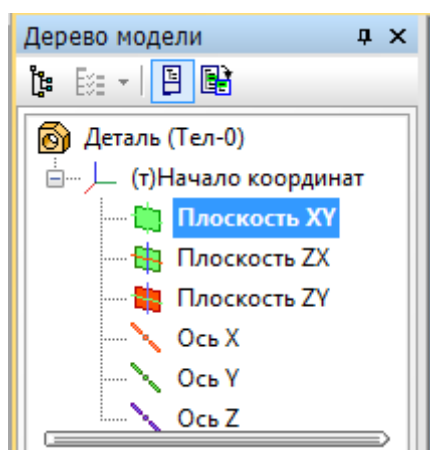 Дерево модели
Деталь (Тел-0)
(т)Начало координат
Плоскость XY
Плоскость ZX
Плоскость ZY
Ось X
Ось Y
Ось Z